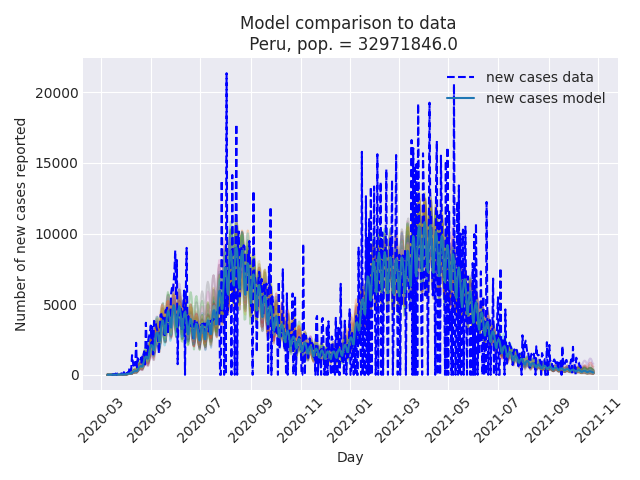 Model comparison to data
Peru, pop. = 32971846.0
new cases data
new cases model
Number of new cases reported
20000
15000
10000
5000
0
2020-03
2020-05
2020-07
2020-09
2020-11
2021-01
2021-03
2021-05
2021-07
2021-09
2021-11
Day